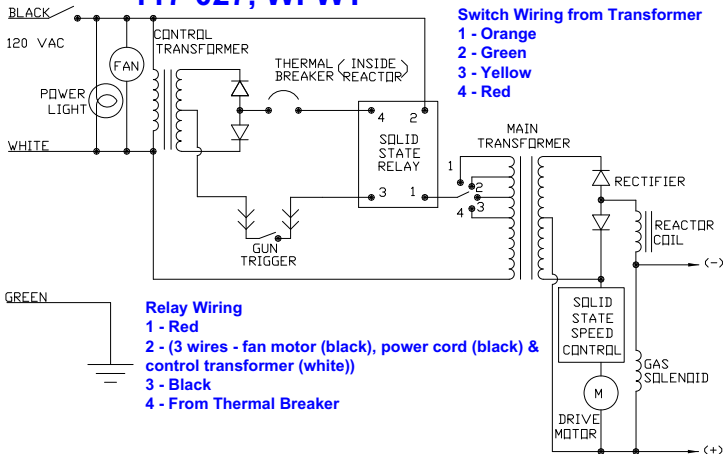 117-027, WFW1
BLACK
120 VAC
CONTROL
TRANSFORMER
FAN
POWER
LIGHT
WHITE
THERMAL ( INSIDE )
BREAKER REACTOR
4 2
SOLID
STATE
RELAY
3 1
GUN
TRIGGER
Switch Wiring from Transformer
1 - Orange
2 - Green
3 - Yellow
4 - Red
MAIN
TRANSFORMER
1
2
3
4
RECTIFIER
REACTOR
COIL
(-)
SOLID
STATE
SPEED
CONTROL
GAS
SOLENOID
M
DRIVE
MOTOR
(+)
GREEN
Relay Wiring
1 - Red
2 - (3 wires - fan motor (black), power cord (black) &
control transformer (white))
3 - Black
4 - From Thermal Breaker